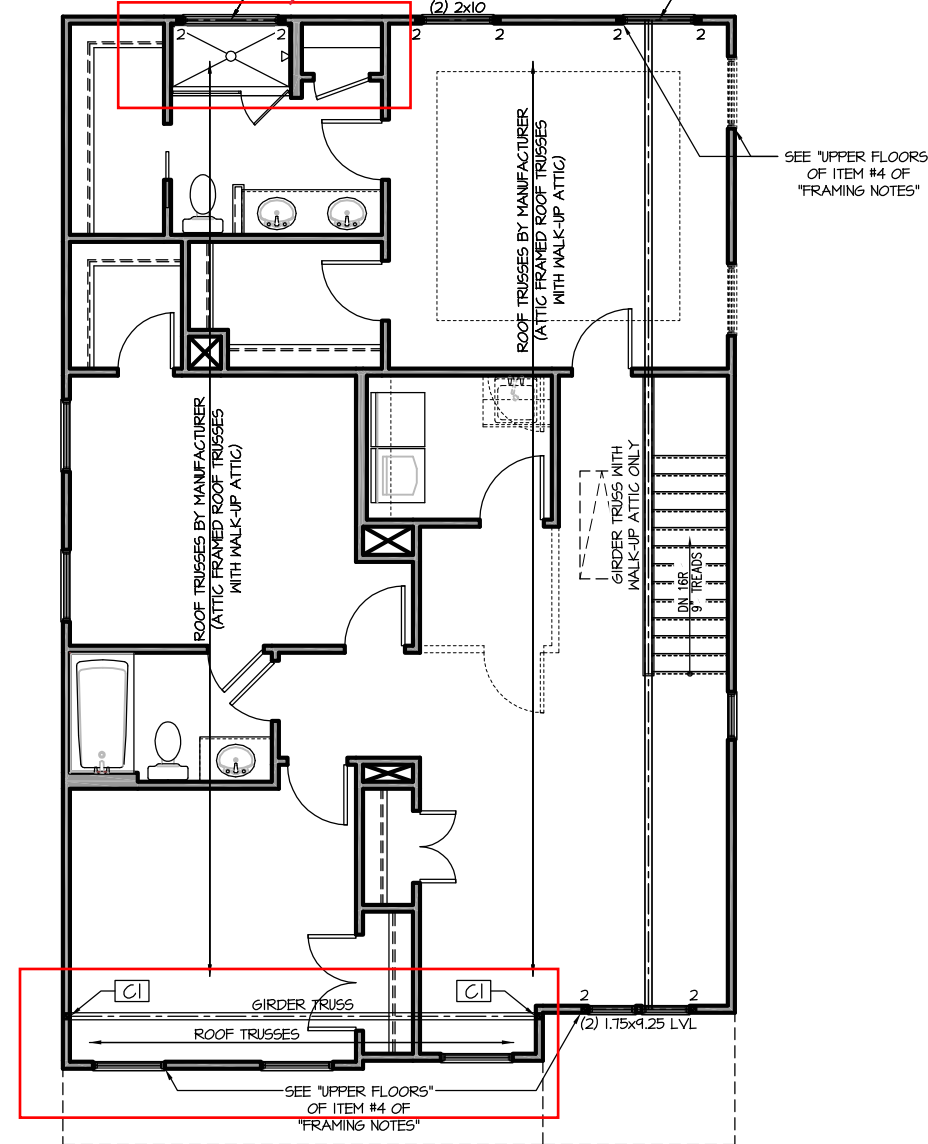 (2) 2x10
2
2
2
2
2
2
SEE "UPPER FLOORS
OF ITEM #4 OF
"FRAMING NOTES"
ROOF TRUSSES BY MANUFACTURER
(ATTIC FRAMED ROOF TRUSSES
WITH WALK-UP ATTIC)
ROOF TRUSSES BY MANUFACTURER
(ATTIC FRAMED ROOF TRUSSES
WITH WALK-UP ATTIC)
GIRDER TRUSS WITH
WALK-UP ATTIC ONLY
DN 16R
9" TREADS
C1
C1
GIRDER TRUSS
ROOF TRUSSES
2
2
(2) 1.75x9.25 LVL
SEE "UPPER FLOORS"
OF ITEM #4 OF
"FRAMING NOTES"